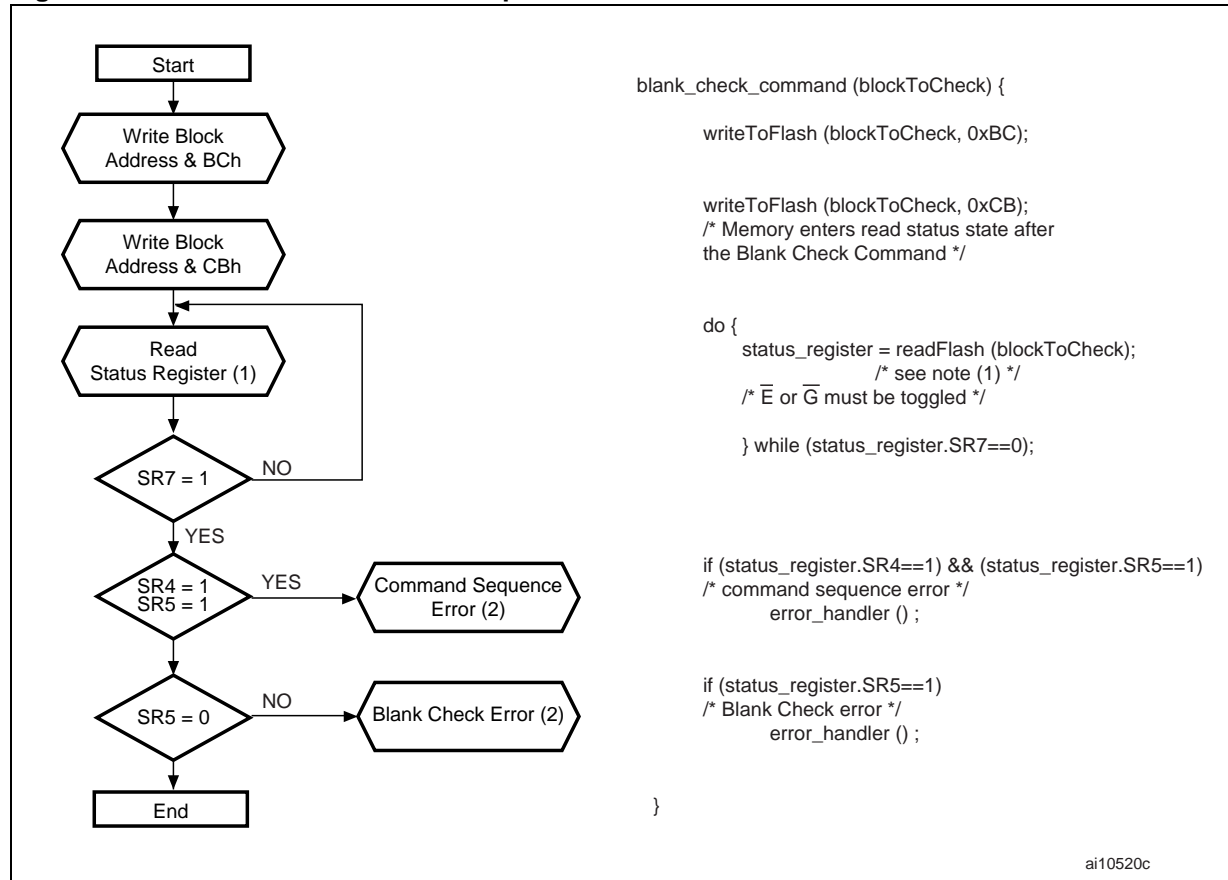 Start
Write Block
Address & BCh
Write Block
Address & CBh
Read
Status Register (1)
SR7 = 1
NO
YES
SR4 = 1
SR5 = 1
YES
Command Sequence
Error (2)
SR5 = 0
NO
Blank Check Error (2)
End
blank_check_command (blockToCheck) {
writeToFlash (blockToCheck, 0xBC);
writeToFlash (blockToCheck, 0xCB);
/* Memory enters read status state after
the Blank Check Command */
do {
status_register = readFlash (blockToCheck);
/* see note (1) */
/* E̅ or G̅ must be toggled */
} while (status_register.SR7==0);
if (status_register.SR4==1) && (status_register.SR5==1)
/* command sequence error */
error_handler () ;
if (status_register.SR5==1)
/* Blank Check error */
error_handler () ;
}
ai10520c